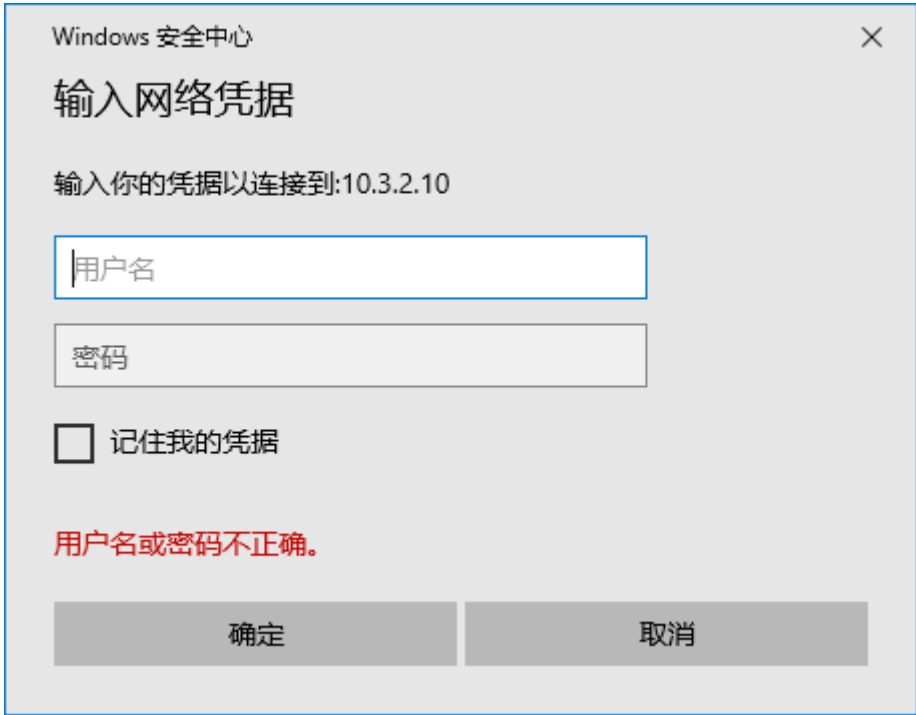 Windows 安全中心
输入网络凭据
输入你的凭据以连接到:10.3.2.10
用户名
密码
记住我的凭据
用户名或密码不正确。
确定
取消